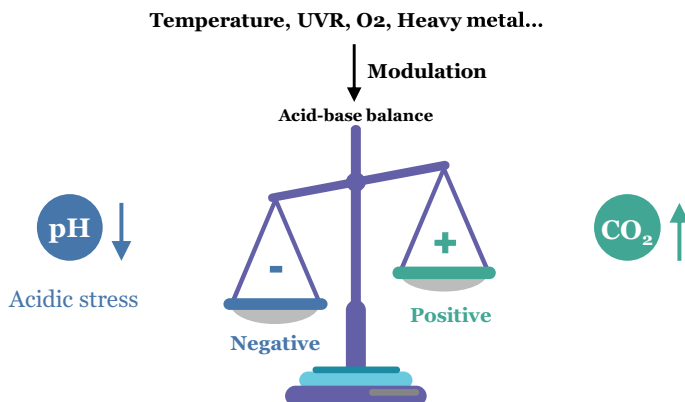 Temperature, UVR, O2, Heavy metal...
Modulation
Acid-base balance
pH
CO₂
+
-
Acidic stress
Positive
Negative